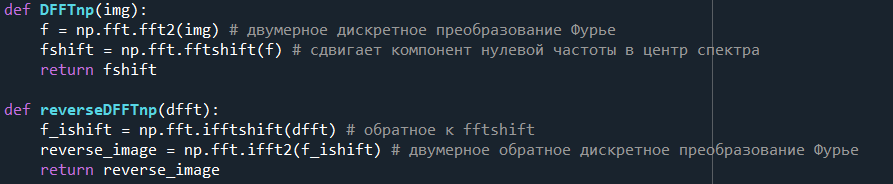 def DFFTnp(img):
    f = np.fft.fft2(img) # двумерное дискретное преобразование Фурье
    fshift = np.fft.fftshift(f) # сдвигает компонент нулевой частоты в центр спектра
    return fshift

def reverseDFFTnp(dfft):
    f_ishift = np.fft.ifftshift(dfft) # обратное к fftshift
    reverse_image = np.fft.ifft2(f_ishift) # двумерное обратное дискретное преобразование Фурье
    return reverse_image